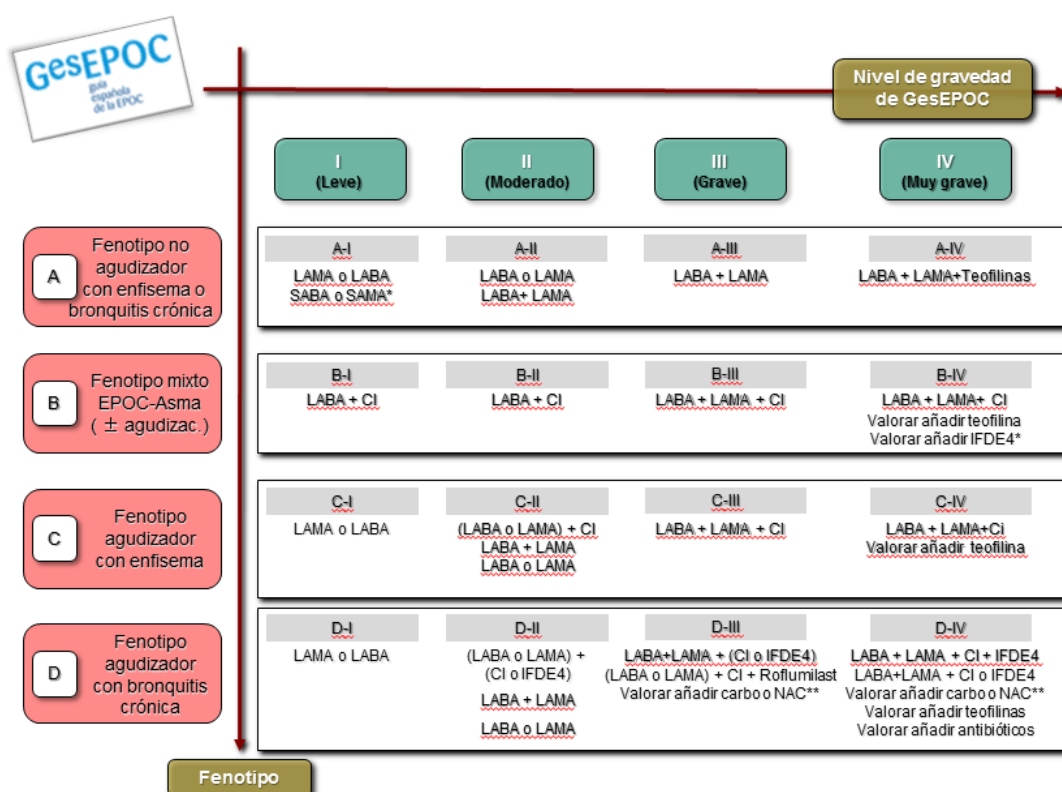 GesEPOC
guía
española
de la EPOC
Nivel de gravedad
de GesEPOC
I
(Leve)
II
(Moderado)
III
(Grave)
IV
(Muy grave)
A
Fenotipo no
agudizador
con enfisema o
bronquitis crónica
A-I
LAMA o LABA
SABA o SAMA*
A-II
LABA o LAMA
LABA+ LAMA
A-III
LABA + LAMA
A-IV
LABA + LAMA+Teofilinas
B
Fenotipo mixto
EPOC-Asma
( ± agudizac.)
B-I
LABA + CI
B-II
LABA + CI
B-III
LABA + LAMA + CI
B-IV
LABA + LAMA+ CI
Valorar añadir teofilina
Valorar añadir IFDE4*
C
Fenotipo
agudizador
con enfisema
C-I
LAMA o LABA
C-II
(LABA o LAMA) + CI
LABA + LAMA
LABA o LAMA
C-III
LABA + LAMA + CI
C-IV
LABA + LAMA+Ci
Valorar añadir teofilina
D
Fenotipo
agudizador
con bronquitis
crónica
D-I
LAMA o LABA
D-II
(LABA o LAMA) +
(CI o IFDE4)
LABA + LAMA
LABA o LAMA
D-III
LABA+LAMA + (CI o IFDE4)
(LABA o LAMA) + CI + Roflumilast
Valorar añadir carbo o NAC**
D-IV
LABA + LAMA + CI + IFDE4
LABA+LAMA + CI o IFDE4
Valorar añadir carbo o NAC**
Valorar añadir teofilinas
Valorar añadir antibióticos
Fenotipo